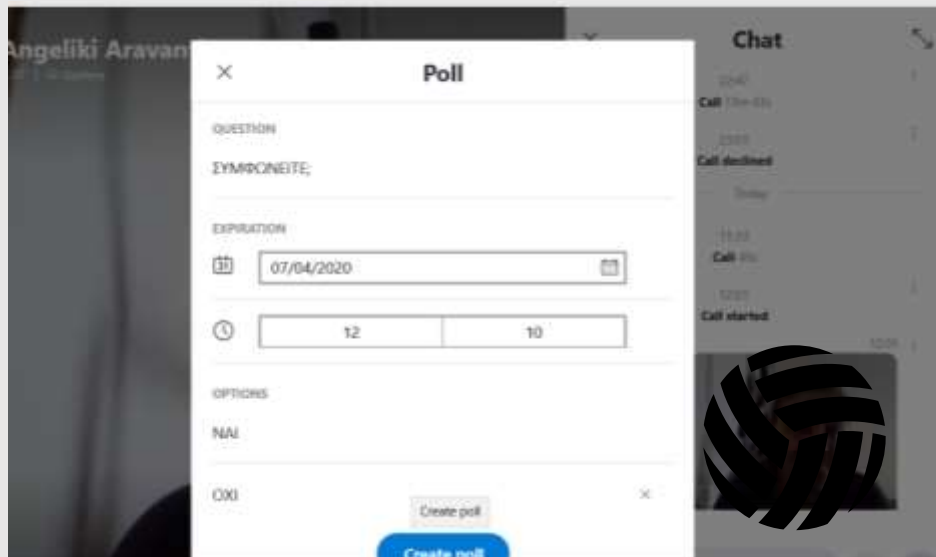 Angeliki Aravan
Chat
Poll
Call
QUESTION
ΣΥΜΦΩΝΕΙΤΕ;
Call declined
Today
EXPIRATION
07/04/2020
Call
12 10
Call started
OPTIONS
ΝΑΙ
ΟΧΙ
Create poll
Create poll